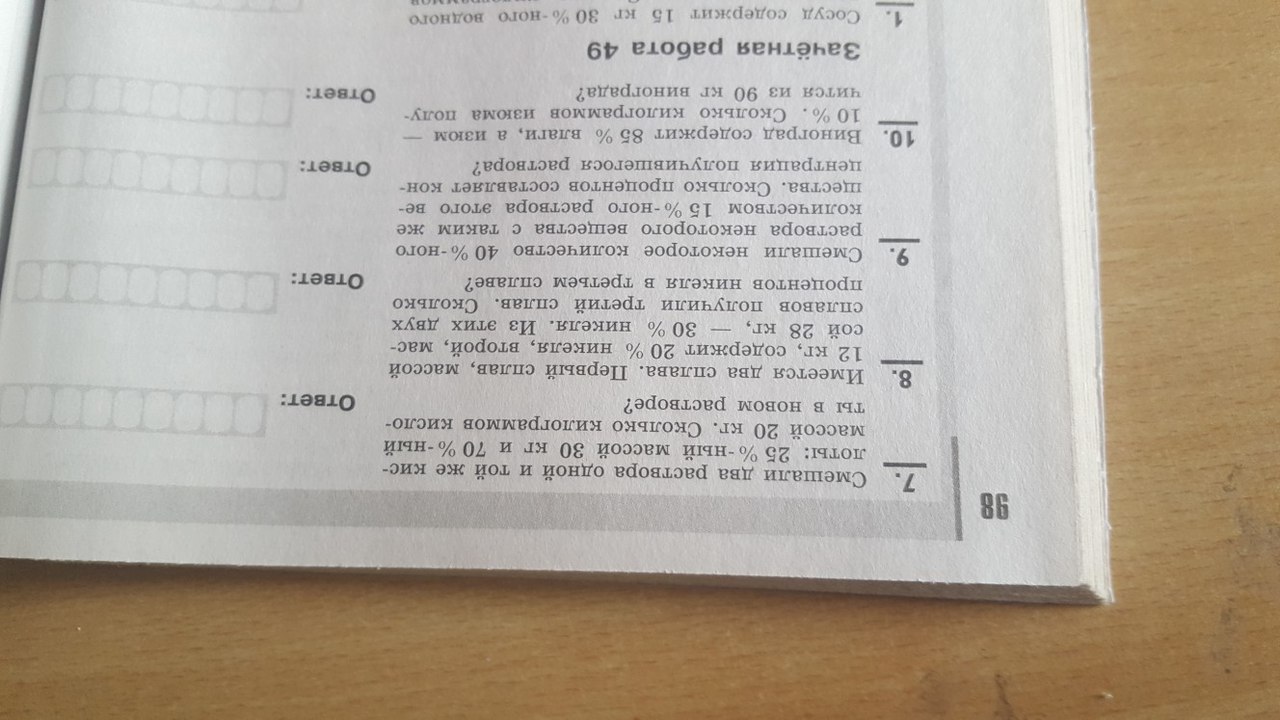 98
7. Смешали два раствора одной и той же кис-
лоты: 25 %-ный массой 30 кг и 70 %-ный
массой 20 кг. Сколько килограммов кисло-
ты в новом растворе?
Ответ:
8. Имеется два сплава. Первый сплав, массой
12 кг, содержит 20 % никеля, второй, мас-
сой 28 кг, — 30 % никеля. Из этих двух
сплавов получили третий сплав. Сколько
процентов никеля в третьем сплаве?
Ответ:
9. Смешали некоторое количество 40 %-ного
раствора некоторого вещества с таким же
количеством 15 %-ного раствора этого ве-
щества. Сколько процентов составляет кон-
центрация получившегося раствора?
Ответ:
10. Виноград содержит 85 % влаги, а изюм —
10 %. Сколько килограммов изюма полу-
чится из 90 кг винограда?
Ответ:
Зачётная работа 49
1. Сосуд содержит 15 кг 30 %-ного водного